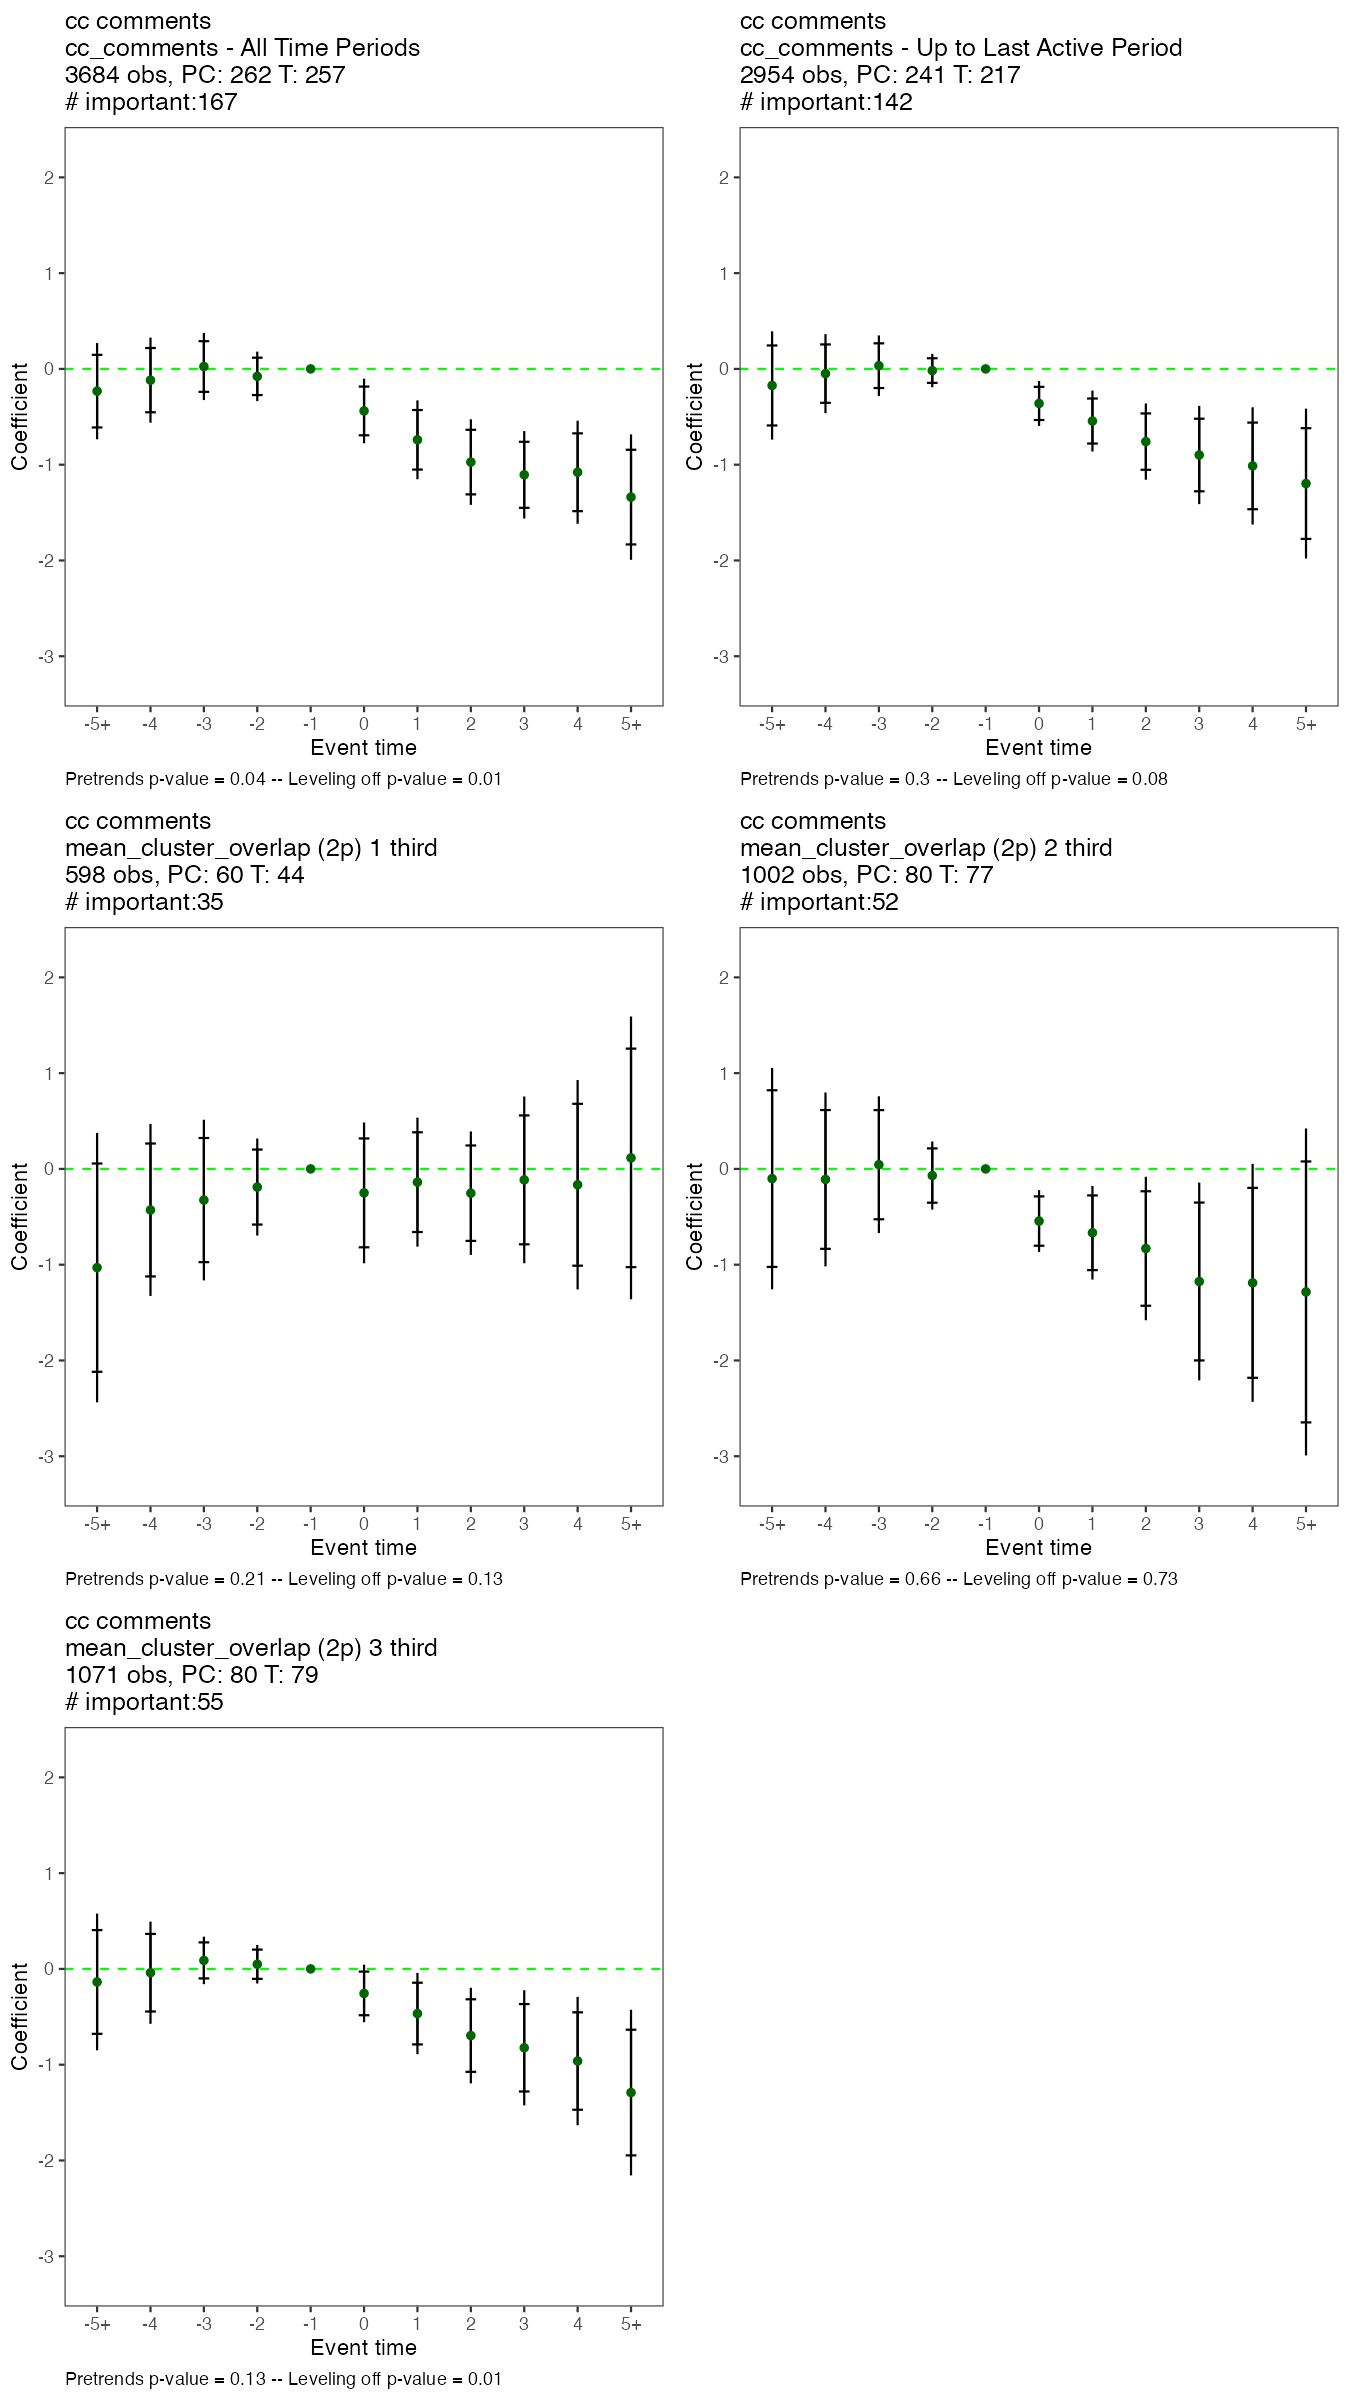 cc comments
cc_comments - All Time Periods
3684 obs, PC: 262 T: 257
# important:167
2
1
0
-1
-2
-3
Coefficient
-5+ -4 -3 -2 -1 0 1 2 3 4 5+
Event time
Pretrends p-value = 0.04 -- Leveling off p-value = 0.01
cc comments
cc_comments - Up to Last Active Period
2954 obs, PC: 241 T: 217
# important:142
2
1
0
-1
-2
-3
Coefficient
-5+ -4 -3 -2 -1 0 1 2 3 4 5+
Event time
Pretrends p-value = 0.3 -- Leveling off p-value = 0.08
cc comments
mean_cluster_overlap (2p) 1 third
598 obs, PC: 60 T: 44
# important:35
2
1
0
-1
-2
-3
Coefficient
-5+ -4 -3 -2 -1 0 1 2 3 4 5+
Event time
Pretrends p-value = 0.21 -- Leveling off p-value = 0.13
cc comments
mean_cluster_overlap (2p) 2 third
1002 obs, PC: 80 T: 77
# important:52
2
1
0
-1
-2
-3
Coefficient
-5+ -4 -3 -2 -1 0 1 2 3 4 5+
Event time
Pretrends p-value = 0.66 -- Leveling off p-value = 0.73
cc comments
mean_cluster_overlap (2p) 3 third
1071 obs, PC: 80 T: 79
# important:55
2
1
0
-1
-2
-3
Coefficient
-5+ -4 -3 -2 -1 0 1 2 3 4 5+
Event time
Pretrends p-value = 0.13 -- Leveling off p-value = 0.01